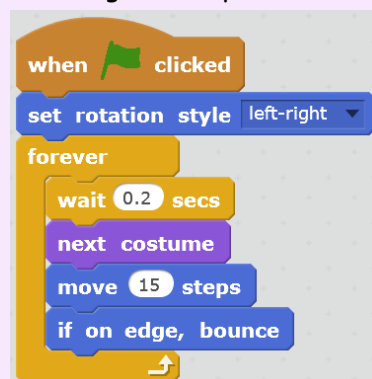 when clicked
set rotation style left-right
forever
wait 0.2 secs
next costume
move 15 steps
if on edge, bounce